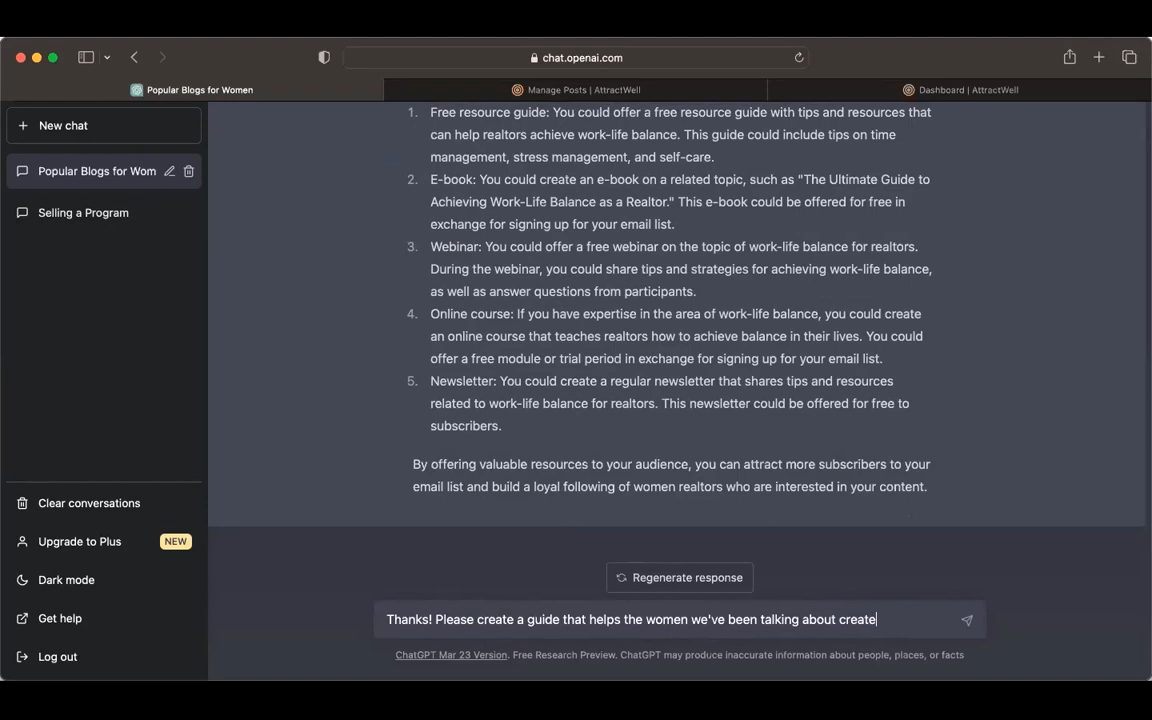 chat.openai.com
Popular Blogs for Women
Manage Posts | AttractWell
Dashboard | AttractWell
New chat
Popular Blogs for Wom
Selling a Program
1. Free resource guide: You could offer a free resource guide with tips and resources that
can help realtors achieve work-life balance. This guide could include tips on time
management, stress management, and self-care.
2. E-book: You could create an e-book on a related topic, such as "The Ultimate Guide to
Achieving Work-Life Balance as a Realtor." This e-book could be offered for free in
exchange for signing up for your email list.
3. Webinar: You could offer a free webinar on the topic of work-life balance for realtors.
During the webinar, you could share tips and strategies for achieving work-life balance,
as well as answer questions from participants.
4. Online course: If you have expertise in the area of work-life balance, you could create
an online course that teaches realtors how to achieve balance in their lives. You could
offer a free module or trial period in exchange for signing up for your email list.
5. Newsletter: You could create a regular newsletter that shares tips and resources
related to work-life balance for realtors. This newsletter could be offered for free to
subscribers.
By offering valuable resources to your audience, you can attract more subscribers to your
email list and build a loyal following of women realtors who are interested in your content.
Clear conversations
Upgrade to Plus NEW
Dark mode
Get help
Log out
Regenerate response
Thanks! Please create a guide that helps the women we've been talking about create
ChatGPT Mar 23 Version. Free Research Preview. ChatGPT may produce inaccurate information about people, places, or facts